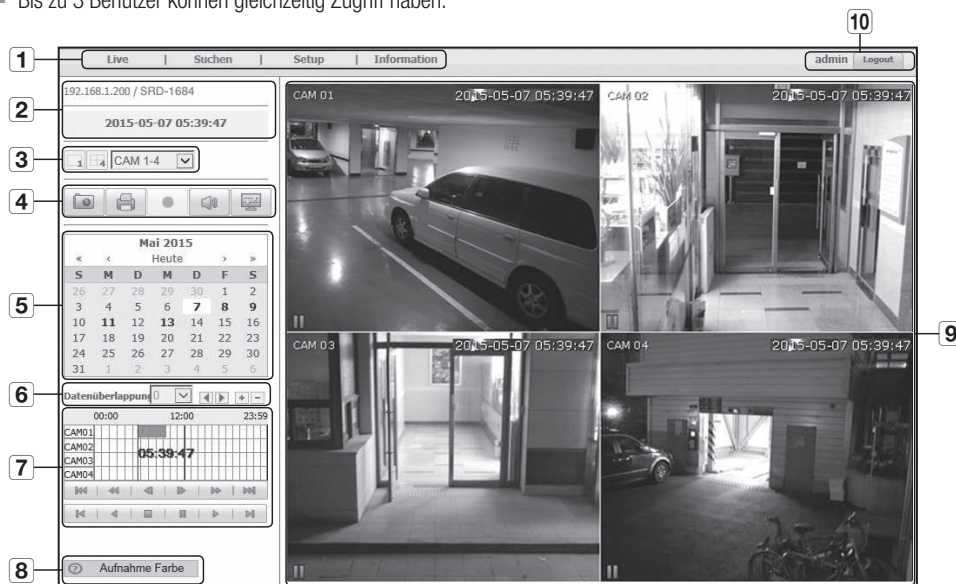 Bis zu 3 Benutzer können gleichzeitig Zugriff haben.
10
1
Live | Suchen | Setup | Information
admin Logout
2
192.168.1.200 / SRD-1684
2015-05-07 05:39:47
3
1 4 CAM 1-4
4
5
Mai 2015
« ‹ Heute › »
S M D M D F S
26 27 28 29 30 1 2
3 4 5 6 7 8 9
10 11 12 13 14 15 16
17 18 19 20 21 22 23
24 25 26 27 28 29 30
31 1 2 3 4 5 6
6
Datenüberlappung 0
7
00:00 12:00 23:59
CAM01
CAM02
CAM03
CAM04
05:39:47
8
Aufnahme Farbe
CAM 01 2015-05-07 05:39:47
CAM 02 2015-05-07 05:39:47
9
CAM 03 2015-05-07 05:39:47
CAM 04 2015-05-07 05:39:47